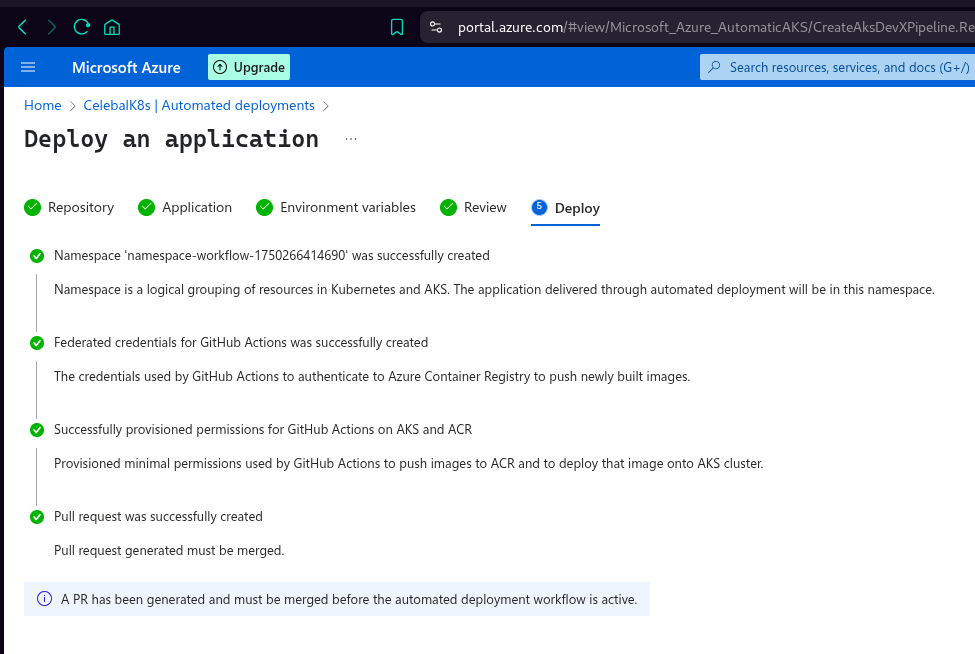 portal.azure.com/#view/Microsoft_Azure_AutomaticAKS/CreateAksDevXPipeline.Re
Microsoft Azure
Upgrade
Search resources, services, and docs (G+/)
Home > CelebalK8s | Automated deployments >
Deploy an application ...
Repository
Application
Environment variables
Review
5 Deploy
Namespace 'namespace-workflow-1750266414690' was successfully created
Namespace is a logical grouping of resources in Kubernetes and AKS. The application delivered through automated deployment will be in this namespace.
Federated credentials for GitHub Actions was successfully created
The credentials used by GitHub Actions to authenticate to Azure Container Registry to push newly built images.
Successfully provisioned permissions for GitHub Actions on AKS and ACR
Provisioned minimal permissions used by GitHub Actions to push images to ACR and to deploy that image onto AKS cluster.
Pull request was successfully created
Pull request generated must be merged.
A PR has been generated and must be merged before the automated deployment workflow is active.